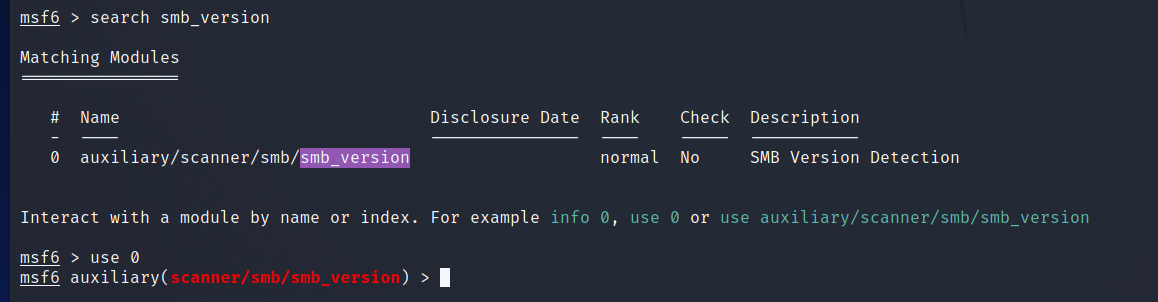 msf6 > search smb_version
Matching Modules
================
# Name Disclosure Date Rank Check Description
- ---- --------------- ---- ----- -----------
0 auxiliary/scanner/smb/smb_version normal No SMB Version Detection
Interact with a module by name or index. For example info 0, use 0 or use auxiliary/scanner/smb/smb_version
msf6 > use 0
msf6 auxiliary(scanner/smb/smb_version) >